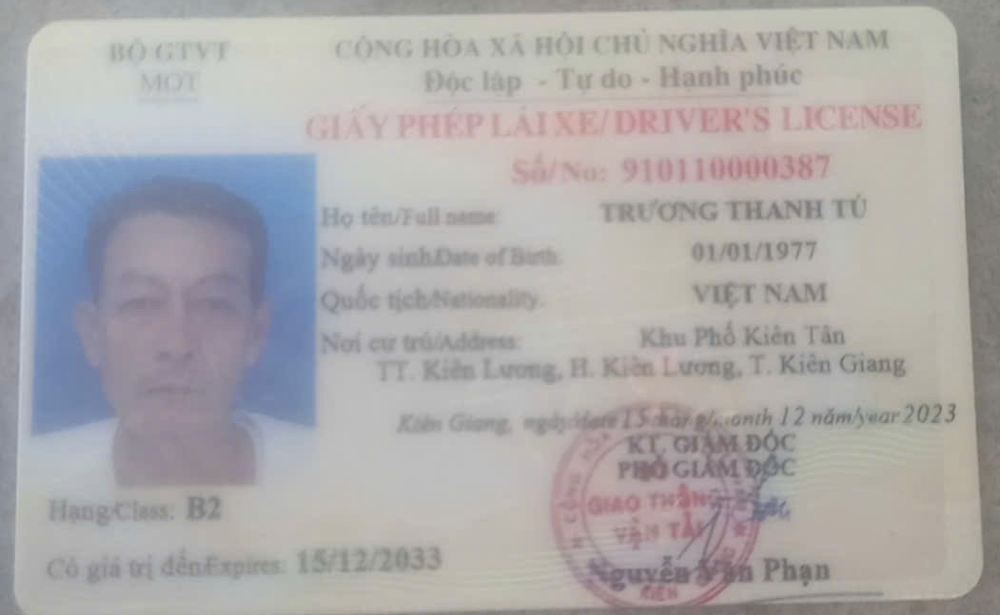 BỘ GTVT
MOT
CỘNG HÒA XÃ HỘI CHỦ NGHĨA VIỆT NAM
Độc lập - Tự do - Hạnh phúc
GIẤY PHÉP LÁI XE/DRIVER'S LICENSE
Số/No: 910110000387
Họ tên/Full name: TRƯƠNG THANH TÚ
Ngày sinh/Date of Birth: 01/01/1977
Quốc tịch/Nationality: VIỆT NAM
Nơi cư trú/Address: Khu Phố Kiên Tân
TT. Kiên Lương, H. Kiên Lương, T. Kiên Giang
Kiên Giang, ngày/date 15 tháng/month 12 năm/year 2023
KT. GIÁM ĐỐC
PHÓ GIÁM ĐỐC
GIAO THÔNG
VẬN TẢI
Nguyễn Văn Phạn
Hạng/Class: B2
Có giá trị đến/Expires: 15/12/2033